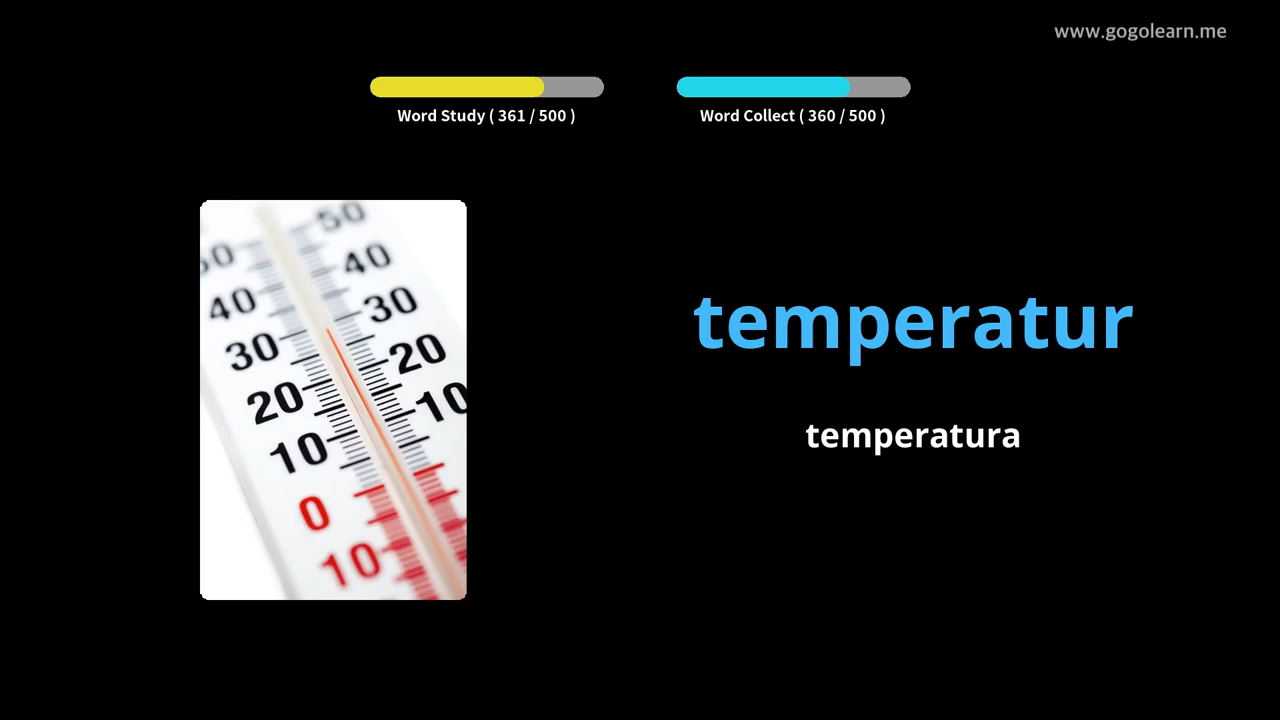 www.gogolearn.me
Word Study ( 361 / 500 )
Word Collect ( 360 / 500 )
50
40
30
20
10
40
30
20
10
0
10
temperatur
temperatura